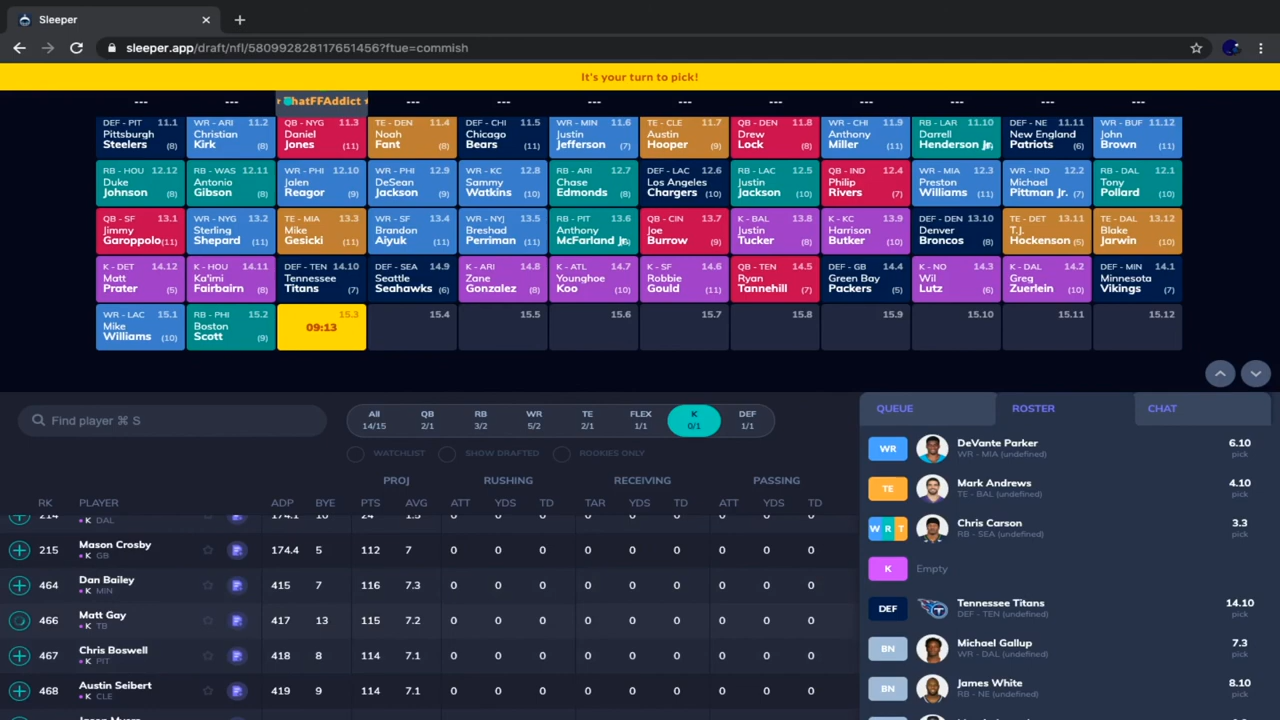 Sleeper
sleeper.app/draft/nfl/580992828117651456?ftue=commish
It's your turn to pick!
--- --- ChatFFAddict --- --- --- --- --- --- --- --- ---
DEF - PIT 11.1 WR - ARI 11.2 QB - NYG 11.3 TE - DEN 11.4 DEF - CHI 11.5 WR - MIN 11.6 TE - CLE 11.7 QB - DEN 11.8 WR - CHI 11.9 RB - LAR 11.10 DEF - NE 11.11 WR - BUF 11.12
Pittsburgh Christian Daniel Noah Chicago Justin Austin Drew Anthony Darrell New England John
Steelers (8) Kirk (8) Jones (11) Fant (8) Bears (11) Jefferson (7) Hooper (9) Lock (8) Miller (11) Henderson Jr. Patriots (6) Brown (11)
RB - HOU 12.12 RB - WAS 12.11 WR - PHI 12.10 WR - PHI 12.9 WR - KC 12.8 RB - ARI 12.7 DEF - LAC 12.6 RB - LAC 12.5 QB - IND 12.4 WR - MIA 12.3 WR - IND 12.2 RB - DAL 12.1
Duke Antonio Jalen DeSean Sammy Chase Los Angeles Justin Philip Preston Michael Tony
Johnson (8) Gibson (8) Reagor (9) Jackson (9) Watkins (10) Edmonds (8) Chargers (10) Jackson (10) Rivers (7) Williams (11) Pittman Jr. (7) Pollard (10)
QB - SF 13.1 WR - NYG 13.2 TE - MIA 13.3 WR - SF 13.4 WR - NYJ 13.5 RB - PIT 13.6 QB - CIN 13.7 K - BAL 13.8 K - KC 13.9 DEF - DEN 13.10 TE - DET 13.11 TE - DAL 13.12
Jimmy Sterling Mike Brandon Breshad Anthony Joe Justin Harrison Denver T.J. Blake
Garoppolo (11) Shepard (11) Gesicki (11) Aiyuk (11) Perriman (11) McFarland Jr. Burrow (9) Tucker (8) Butker (10) Broncos (8) Hockenson (5) Jarwin (10)
K - DET 14.12 K - HOU 14.11 DEF - TEN 14.10 DEF - SEA 14.9 K - ARI 14.8 K - ATL 14.7 K - SF 14.6 QB - TEN 14.5 DEF - GB 14.4 K - NO 14.3 K - DAL 14.2 DEF - MIN 14.1
Matt Ka'imi Tennessee Seattle Zane Younghoe Robbie Ryan Green Bay Wil Greg Minnesota
Prater (5) Fairbairn (8) Titans (7) Seahawks (6) Gonzalez (8) Koo (10) Gould (11) Tannehill (7) Packers (5) Lutz (6) Zuerlein (10) Vikings (7)
WR - LAC 15.1 RB - PHI 15.2 15.3 15.4 15.5 15.6 15.7 15.8 15.9 15.10 15.11 15.12
Mike Boston 09:13
Williams (10) Scott (9)
Find player ⌘ S
All QB RB WR TE FLEX K DEF
14/15 2/1 3/2 5/2 2/1 1/1 0/1 1/1
WATCHLIST SHOW DRAFTED ROOKIES ONLY
PROJ RUSHING RECEIVING PASSING
RK PLAYER ADP BYE PTS AVG ATT YDS TD TAR YDS TD ATT YDS TD
214 K DAL 174.1 10 24 1.5 0 0 0 0 0 0 0 0 0
215 Mason Crosby 174.4 5 112 7 0 0 0 0 0 0 0 0 0
K GB
464 Dan Bailey 415 7 116 7.3 0 0 0 0 0 0 0 0 0
K MIN
466 Matt Gay 417 13 115 7.2 0 0 0 0 0 0 0 0 0
K TB
467 Chris Boswell 418 8 114 7.1 0 0 0 0 0 0 0 0 0
K PIT
468 Austin Seibert 419 9 114 7.1 0 0 0 0 0 0 0 0 0
K CLE
QUEUE ROSTER CHAT
WR DeVante Parker 6.10
WR - MIA (undefined) pick
TE Mark Andrews 4.10
TE - BAL (undefined) pick
W R T Chris Carson 3.3
RB - SEA (undefined) pick
K Empty
DEF Tennessee Titans 14.10
DEF - TEN (undefined) pick
BN Michael Gallup 7.3
WR - DAL (undefined) pick
BN James White 8.10
RB - NE (undefined) pick